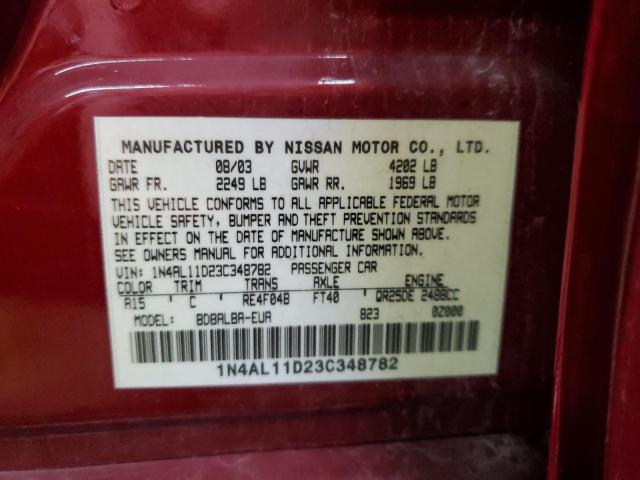 MANUFACTURED BY NISSAN MOTOR CO., LTD.
DATE 08/03 GVWR 4202 LB
GAWR FR. 2249 LB GAWR RR. 1969 LB
THIS VEHICLE CONFORMS TO ALL APPLICABLE FEDERAL MOTOR
VEHICLE SAFETY, BUMPER AND THEFT PREVENTION STANDARDS
IN EFFECT ON THE DATE OF MANUFACTURE SHOWN ABOVE.
SEE OWNERS MANUAL FOR ADDITIONAL INFORMATION.
VIN: 1N4AL11D23C348782 PASSENGER CAR
COLOR TRIM TRANS AXLE ENGINE
A15 C RE4F04B FT40 QR25DE 2488CC
MODEL: BDBALBA-EUA 823 02000
1N4AL11D23C348782